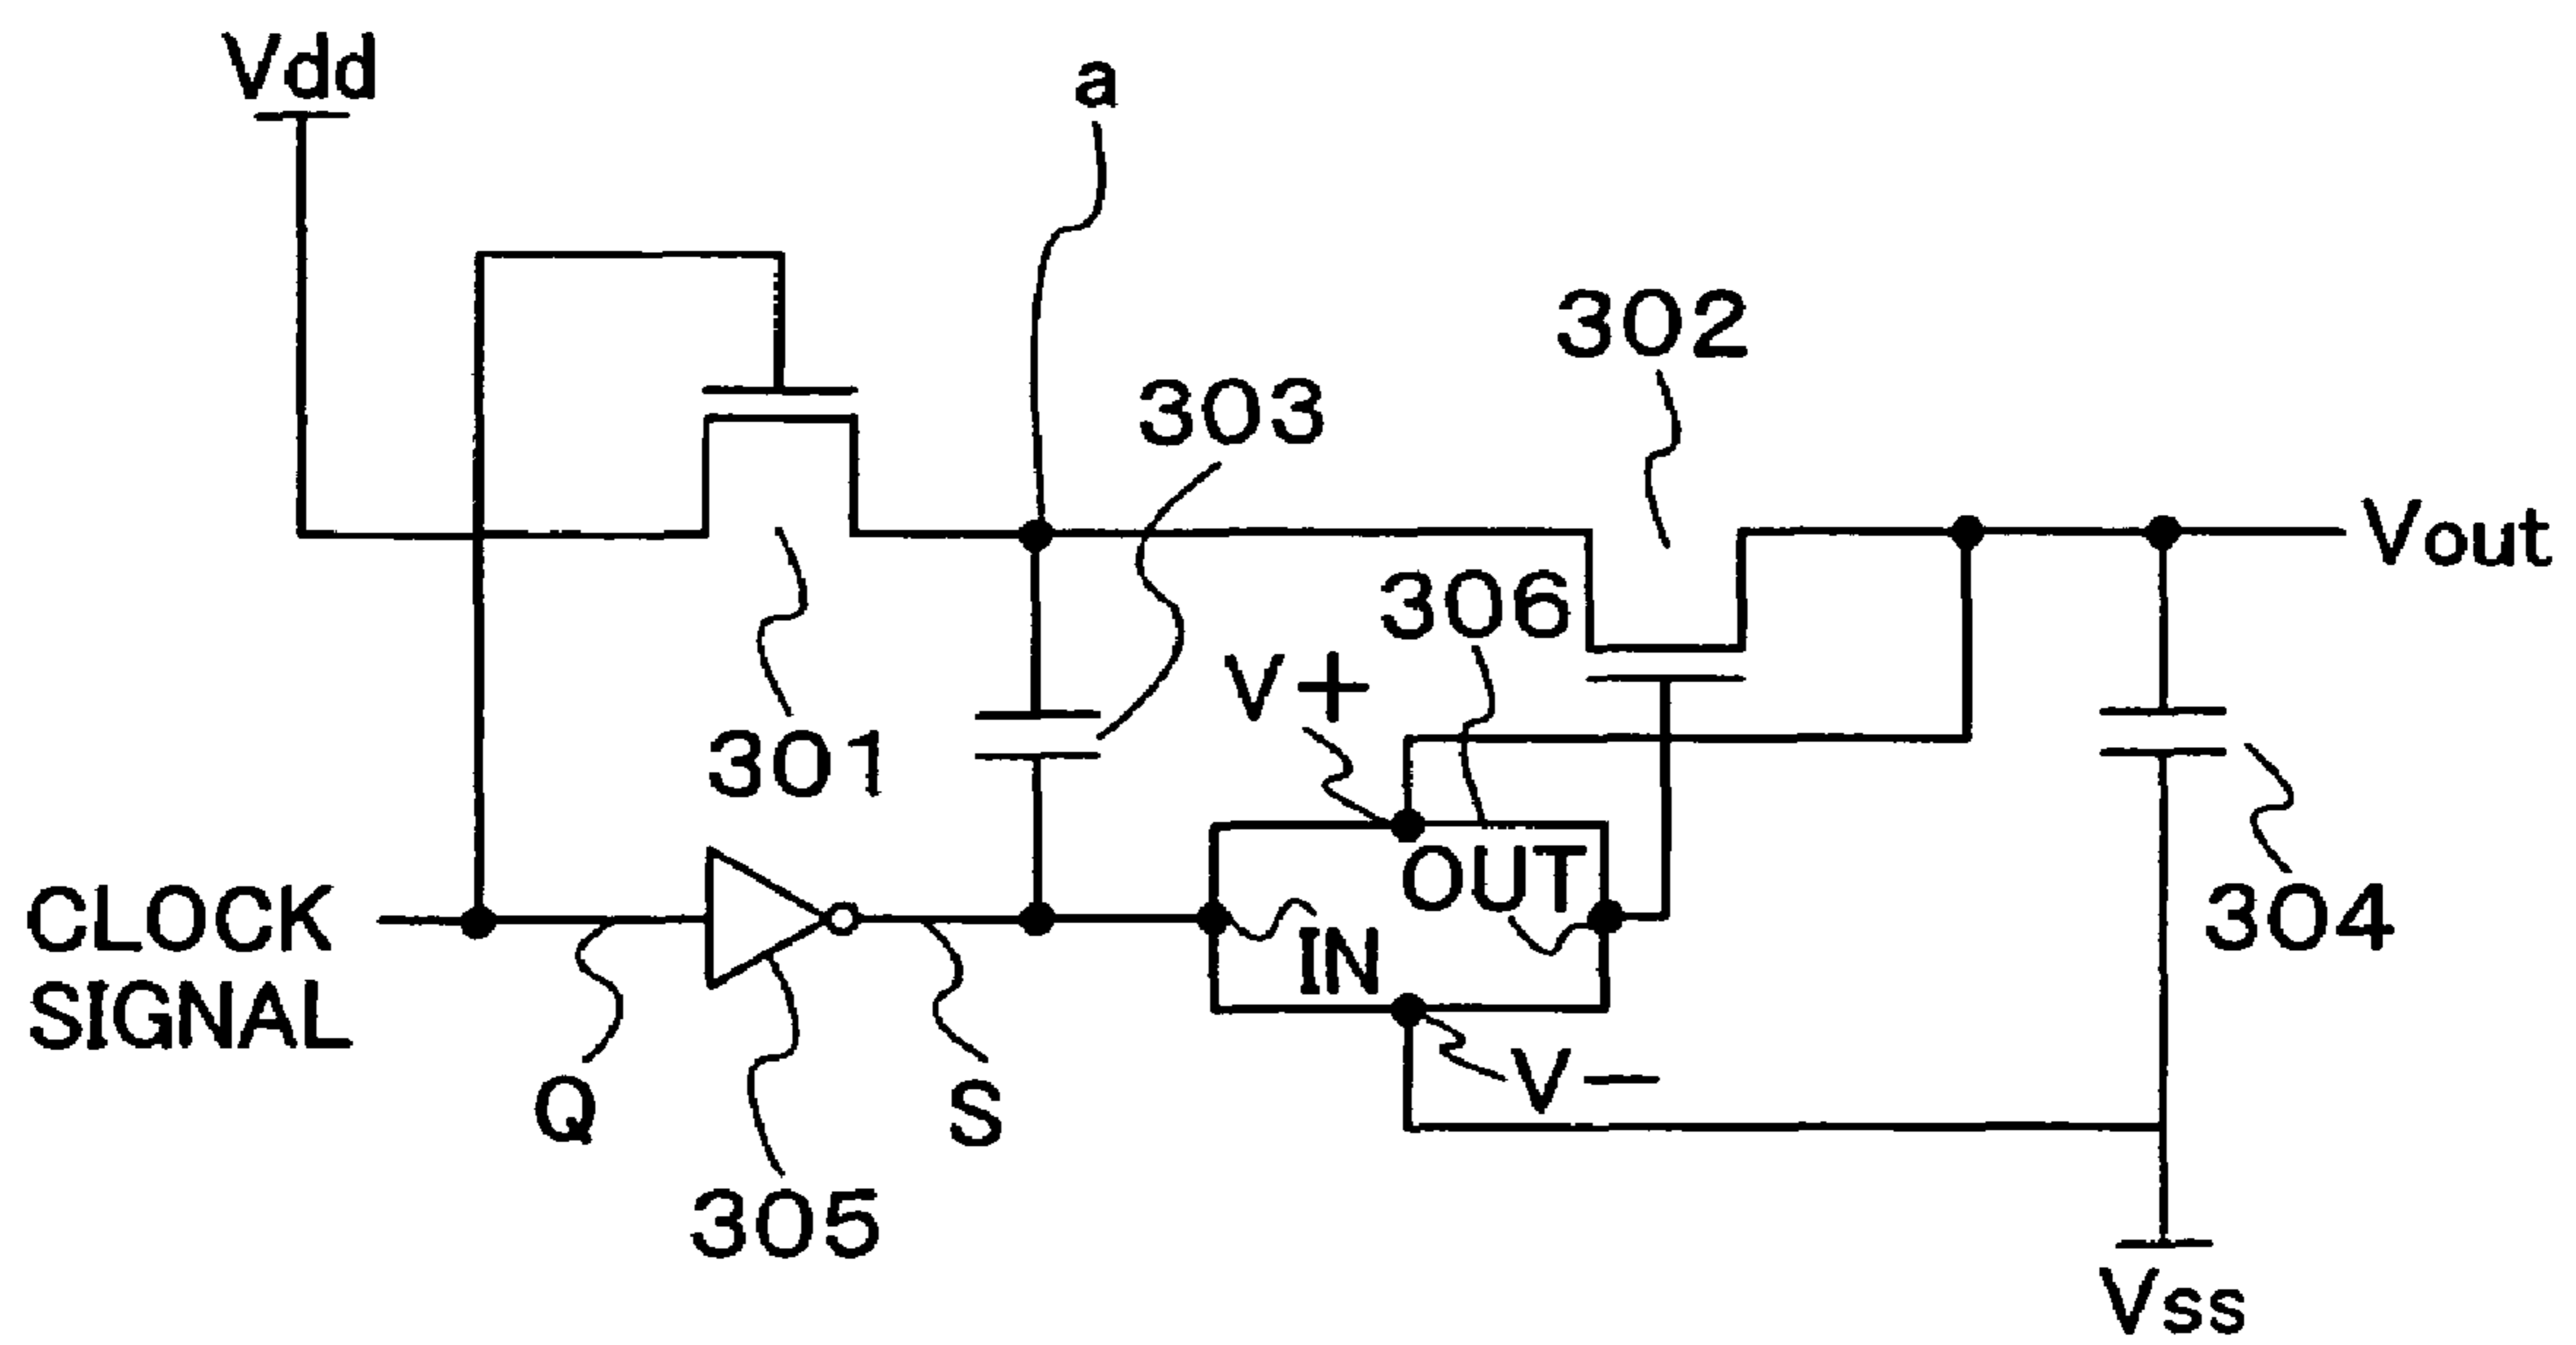 Vdd
a
302
303
Vout
306
V+
301
OUT
CLOCK
SIGNAL
IN
304
Q
S
V−
305
Vss